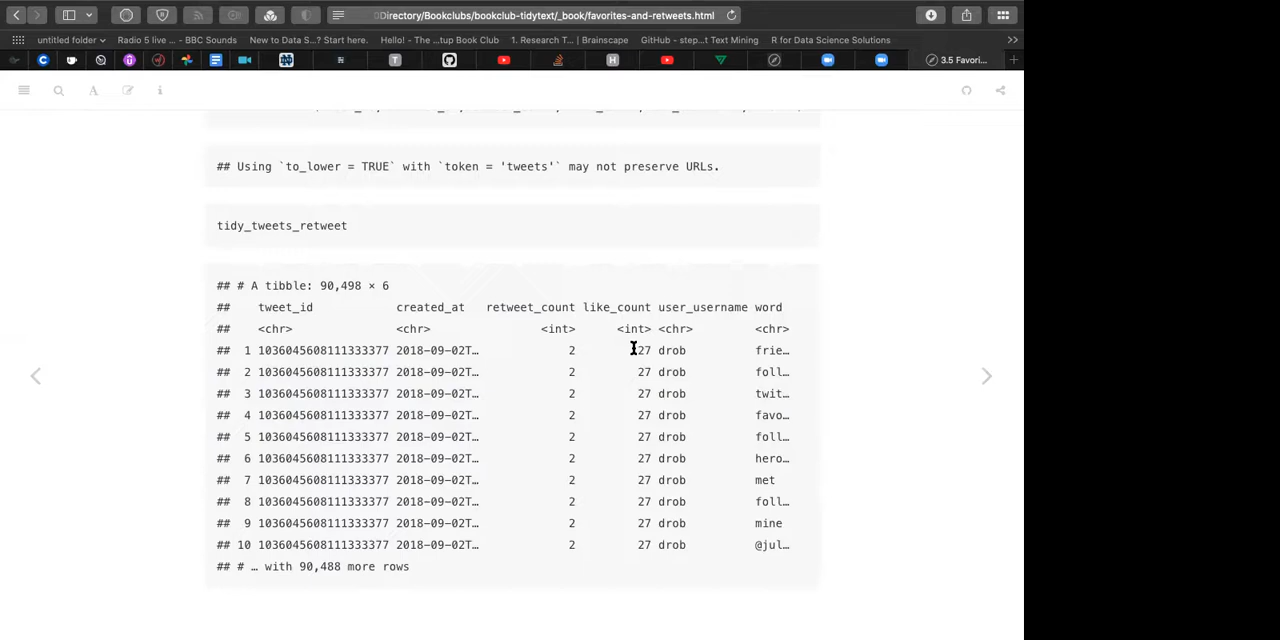 Directory/Bookclubs/bookclub-tidytext/_book/favorites-and-retweets.html
untitled folder
Radio 5 live ... – BBC Sounds
New to Data S...? Start here.
Hello! - The ...tup Book Club
1. Research T... | Brainscape
GitHub - step...t Text Mining
R for Data Science Solutions
3.5 Favori...
## Using `to_lower = TRUE` with `token = 'tweets'` may not preserve URLs.
tidy_tweets_retweet
## # A tibble: 90,498 × 6
## tweet_id created_at retweet_count like_count user_username word
## <chr> <chr> <int> <int> <chr> <chr>
## 1 1036045608111333377 2018-09-02T… 2 27 drob frie…
## 2 1036045608111333377 2018-09-02T… 2 27 drob foll…
## 3 1036045608111333377 2018-09-02T… 2 27 drob twit…
## 4 1036045608111333377 2018-09-02T… 2 27 drob favo…
## 5 1036045608111333377 2018-09-02T… 2 27 drob foll…
## 6 1036045608111333377 2018-09-02T… 2 27 drob hero…
## 7 1036045608111333377 2018-09-02T… 2 27 drob met
## 8 1036045608111333377 2018-09-02T… 2 27 drob foll…
## 9 1036045608111333377 2018-09-02T… 2 27 drob mine
## 10 1036045608111333377 2018-09-02T… 2 27 drob @jul…
## # … with 90,488 more rows